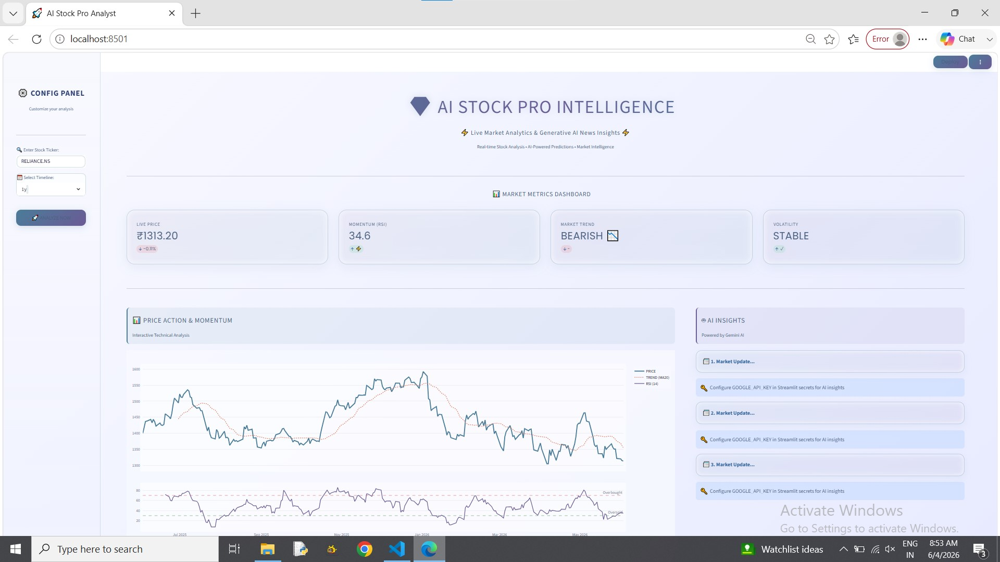 AI Stock Pro Analyst
localhost:8501
Error
Chat
Deploy
CONFIG PANEL
Customize your analysis
Enter Stock Ticker:
RELIANCE.NS
Select Timeline:
1y
ANALYZE NOW
AI STOCK PRO INTELLIGENCE
⚡ Live Market Analytics & Generative AI News Insights ⚡
Real-time Stock Analysis • AI-Powered Predictions • Market Intelligence
MARKET METRICS DASHBOARD
LIVE PRICE
₹1313.20
↓ -0.11%
MOMENTUM (RSI)
34.6
↑ ⚡
MARKET TREND
BEARISH
↓ -
VOLATILITY
STABLE
↑ ✓
PRICE ACTION & MOMENTUM
Interactive Technical Analysis
1600
1550
1500
1450
1400
1350
1300
PRICE
TREND (MA20)
RSI (14)
80
60
40
20
Overbought
Oversold
Jul 2025
Sep 2025
Nov 2025
Jan 2026
Mar 2026
May 2026
AI INSIGHTS
Powered by Gemini AI
1. Market Update...
Configure GOOGLE_API_KEY in Streamlit secrets for AI insights
2. Market Update...
Configure GOOGLE_API_KEY in Streamlit secrets for AI insights
3. Market Update...
Configure GOOGLE_API_KEY in Streamlit secrets for AI insights
Activate Windows
Go to Settings to activate Windows.
Type here to search
Watchlist ideas
ENG
IN
8:53 AM
6/4/2026
3